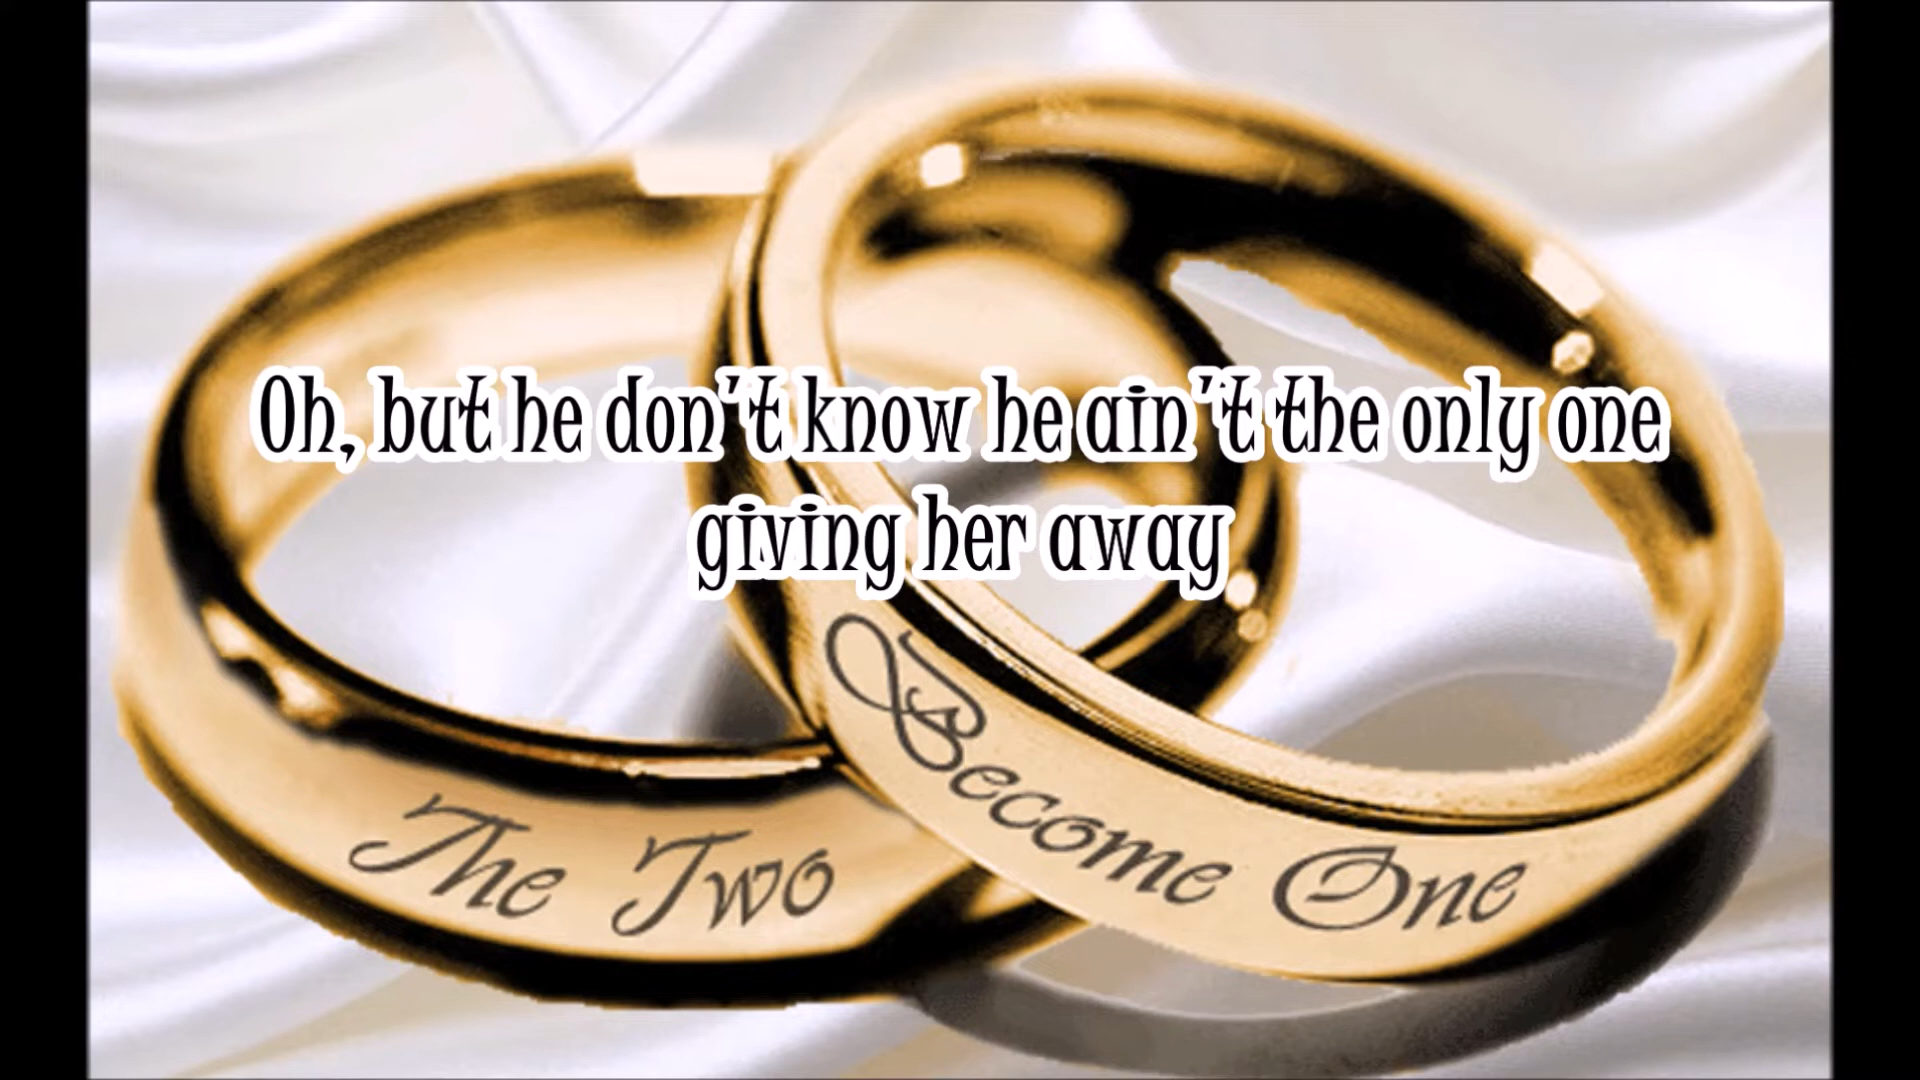 Oh, but he don't know he ain't the only one
giving her away
The Two
Become One